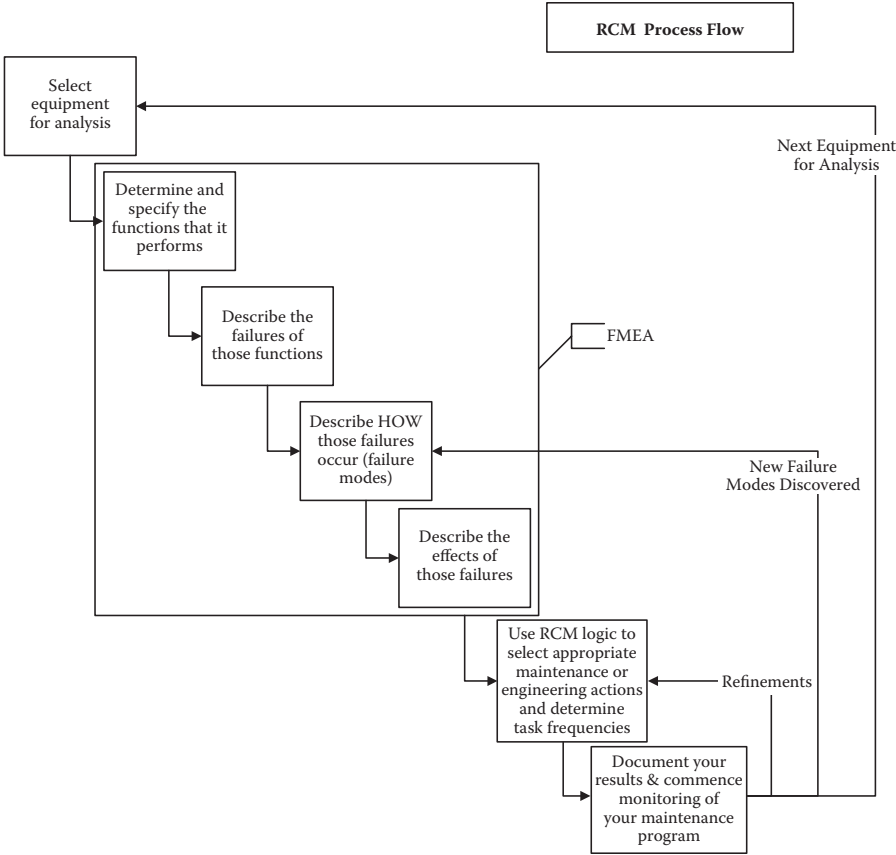 RCM Process Flow
Select
equipment
for analysis
Next Equipment
for Analysis
Determine and
specify the
functions that it
performs
Describe the
failures of
those functions
FMEA
Describe HOW
those failures
occur (failure
modes)
New Failure
Modes Discovered
Describe the
effects of
those failures
Use RCM logic to
select appropriate
maintenance or
engineering actions
and determine
task frequencies
Refinements
Document your
results & commence
monitoring of
your maintenance
program